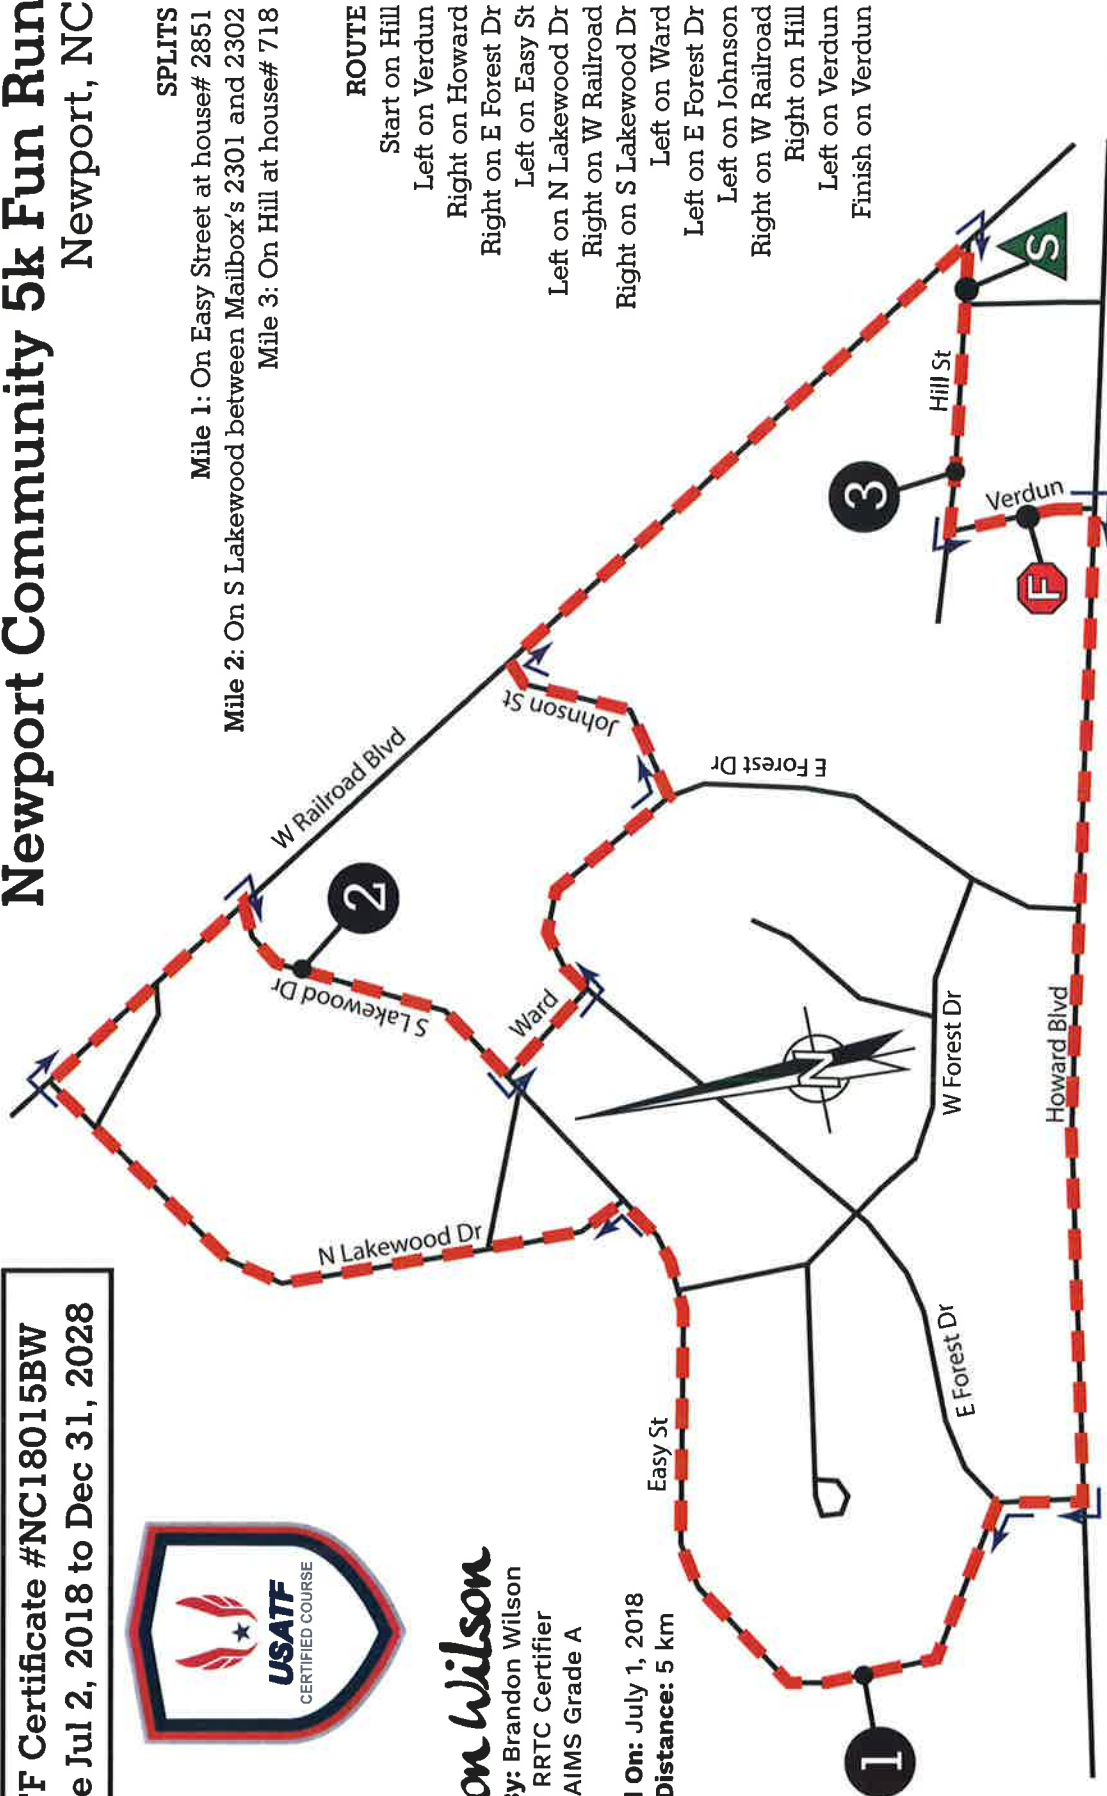 Newport Community 5k Fun Run
Newport, NC
SPLITS
Mile 1: On Easy Street at house# 2851
Mile 2: On S Lakewood between Mailbox's 2301 and 2302
Mile 3: On Hill at house# 718
ROUTE
Start on Hill
Left on Verdun
Right on Howard
Right on E Forest Dr
Left on Easy St
Left on N Lakewood Dr
Right on W Railroad
Right on S Lakewood Dr
Left on Ward
Left on E Forest Dr
Left on Johnson
Right on W Railroad
Right on Hill
Left on Verdun
Finish on Verdun
F Certificate #NC18015BW
e Jul 2, 2018 to Dec 31, 2028
USATF
CERTIFIED COURSE
on Wilson
y: Brandon Wilson
RRTC Certifier
AIMS Grade A
On: July 1, 2018
Distance: 5 km
W Railroad Blvd
2
S Lakewood Dr
Ward
N Lakewood Dr
Johnson St
E Forest Dr
Hill St
S
3
Verdun
F
N
W Forest Dr
Howard Blvd
E Forest Dr
Easy St
1